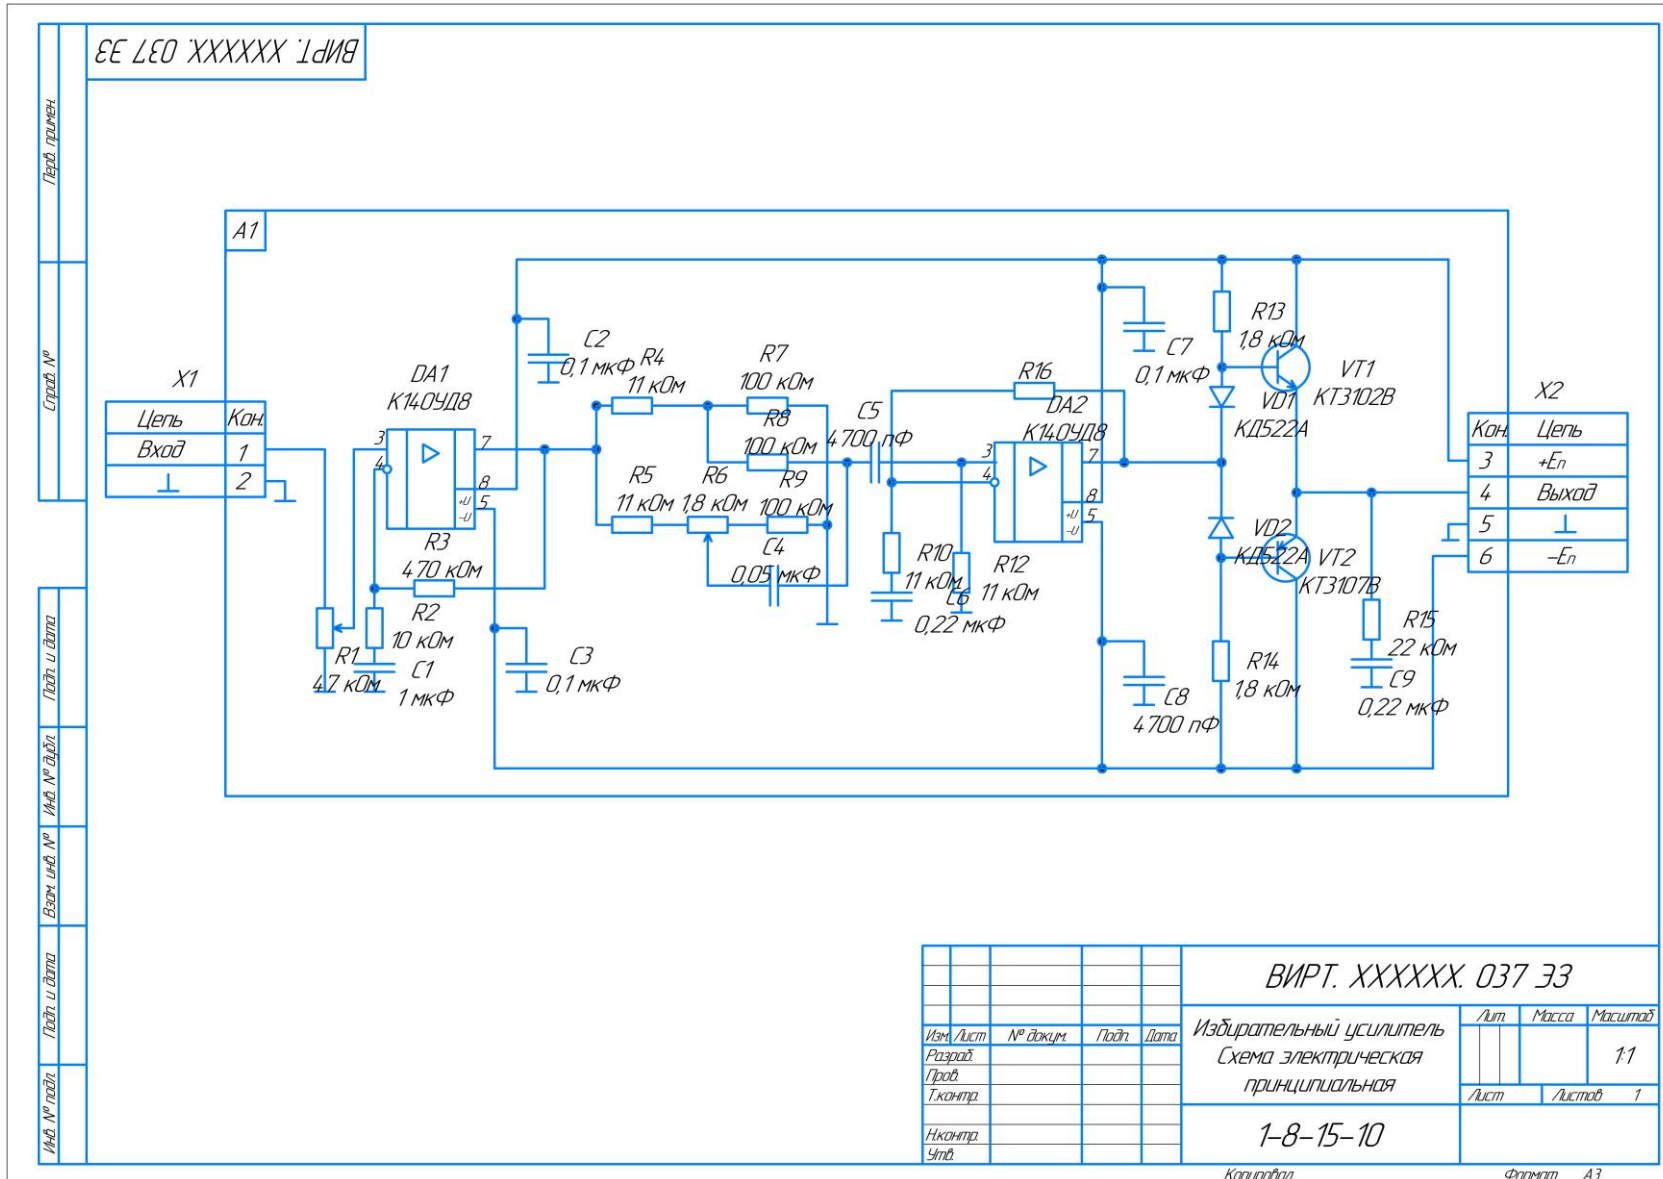 ВИРТ. XXXXXX. 037 ЭЗ
Перв. примен.
Справ. №
Подп. и дата
Инв. № дубл.
Взам. инв. №
Подп. и дата
Инв. № подл.
A1
X1
Цепь Кон.
Вход 1
⊥ 2
R1
47 кОм
DA1
К140УД8
3
4
7
8
+U
5
-U
R3
470 кОм
R2
10 кОм
C1
1 мкФ
C2
0,1 мкФ
C3
0,1 мкФ
R4
11 кОм
R7
100 кОм
R8
100 кОм
R5
11 кОм
R6
1,8 кОм
R9
100 кОм
C4
0,05 мкФ
C5
4700 пФ
R16
DA2
К140УД8
3
4
7
8
+U
5
-U
R10
11 кОм
C6
0,22 мкФ
R12
11 кОм
C7
0,1 мкФ
C8
4700 пФ
R13
1,8 кОм
VD1
КД522А
VT1
КТ3102В
VD2
КД522А
VT2
КТ3107В
R14
1,8 кОм
R15
22 кОм
C9
0,22 мкФ
X2
Кон. Цепь
3 +Еп
4 Выход
5 ⊥
6 -Еп
ВИРТ. XXXXXX. 037 ЭЗ
Изм. Лист № докум. Подп. Дата
Разраб.
Пров.
Т.контр.
Н.контр.
Утв.
Избирательный усилитель
Схема электрическая
принципиальная
Лит. Масса Масштаб
1:1
Лист Листов 1
1-8-15-10
Копировал Формат А3